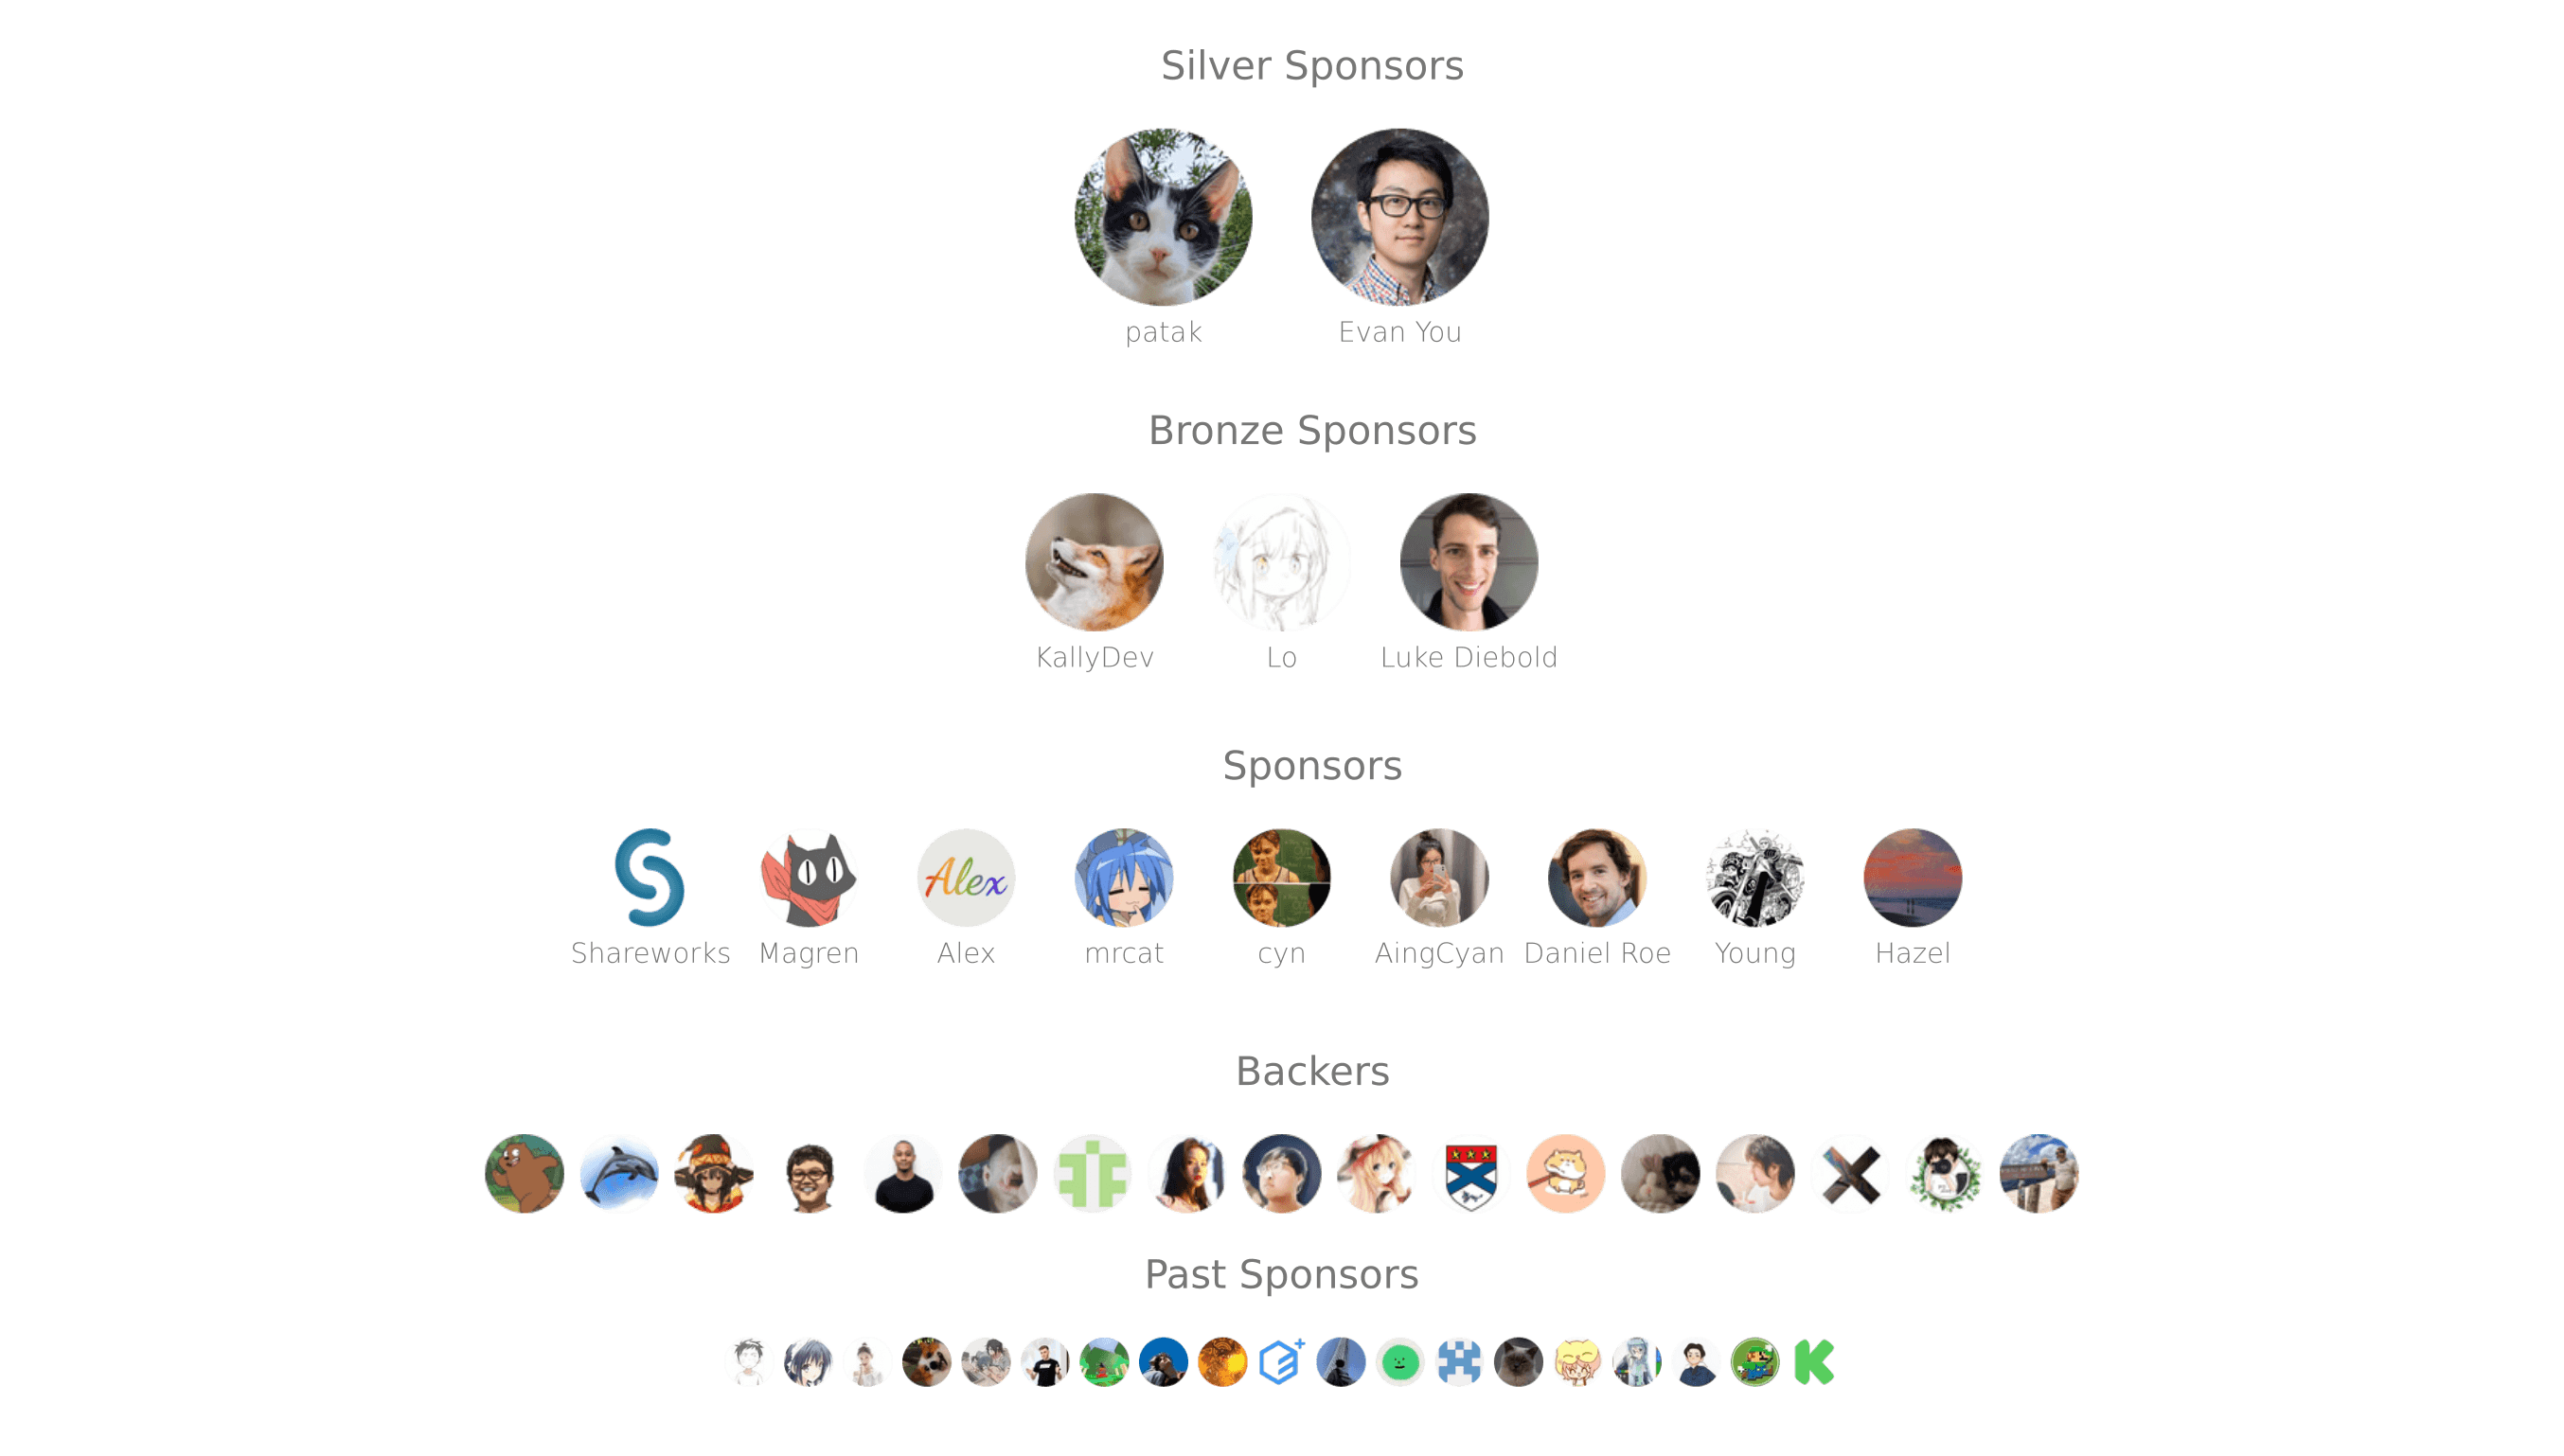 Silver Sponsors
patak
Evan You
Bronze Sponsors
KallyDev
Lo
Luke Diebold
Sponsors
Alex
Shareworks
Magren
Alex
mrcat
cyn
AingCyan
Daniel Roe
Young
Hazel
Backers
Past Sponsors